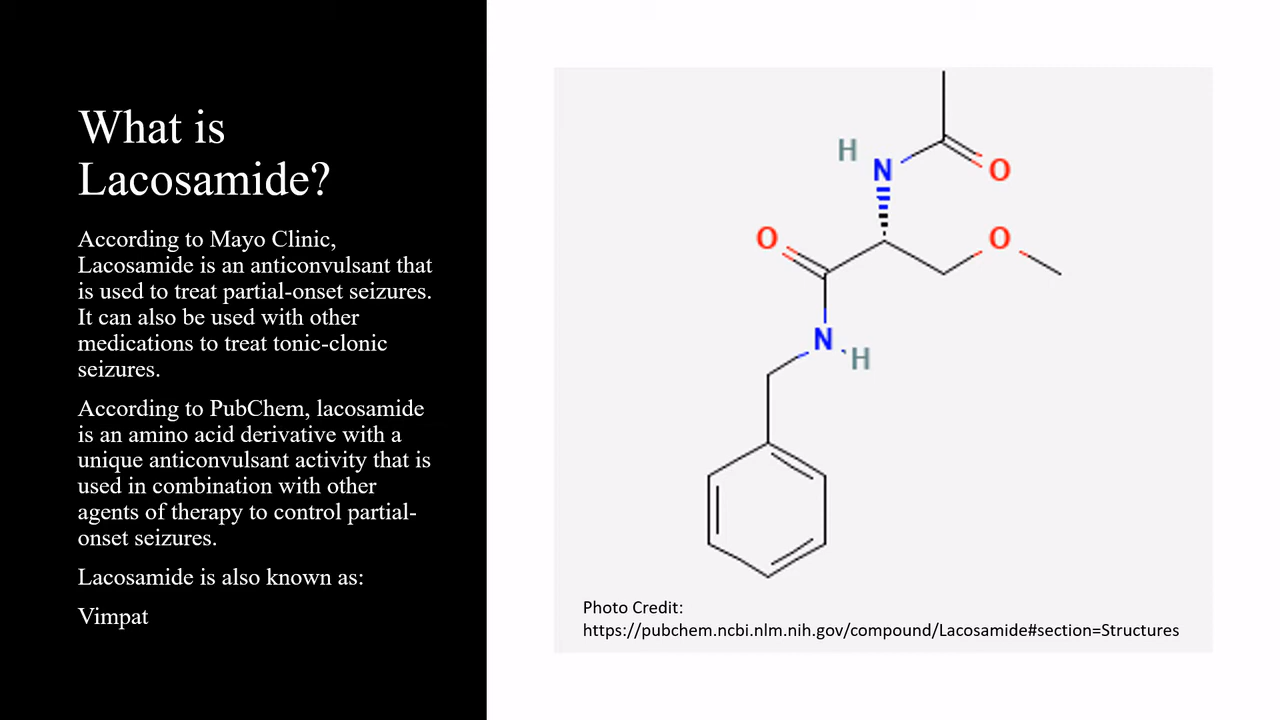 What is
Lacosamide?
According to Mayo Clinic,
Lacosamide is an anticonvulsant that
is used to treat partial-onset seizures.
It can also be used with other
medications to treat tonic-clonic
seizures.
According to PubChem, lacosamide
is an amino acid derivative with a
unique anticonvulsant activity that is
used in combination with other
agents of therapy to control partial-
onset seizures.
Lacosamide is also known as:
Vimpat
H
N
O
O
O
N
H
Photo Credit:
https://pubchem.ncbi.nlm.nih.gov/compound/Lacosamide#section=Structures